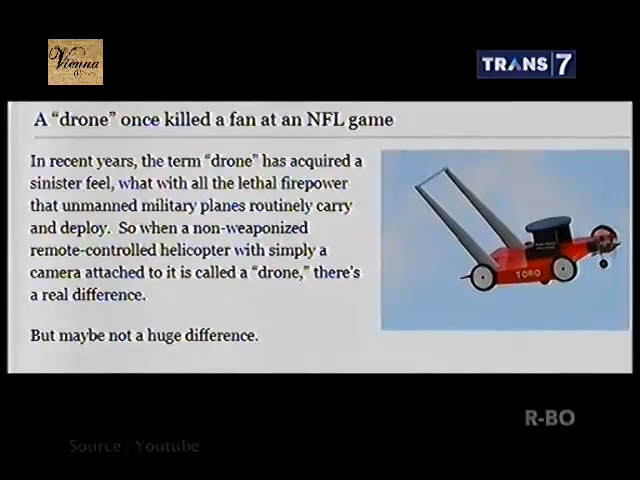 Vienna
TRANS 7
A “drone” once killed a fan at an NFL game
In recent years, the term “drone” has acquired a
sinister feel, what with all the lethal firepower
that unmanned military planes routinely carry
and deploy.  So when a non-weaponized
remote-controlled helicopter with simply a
camera attached to it is called a “drone,” there’s
a real difference.
TORO
But maybe not a huge difference.
R-BO
Source : Youtube